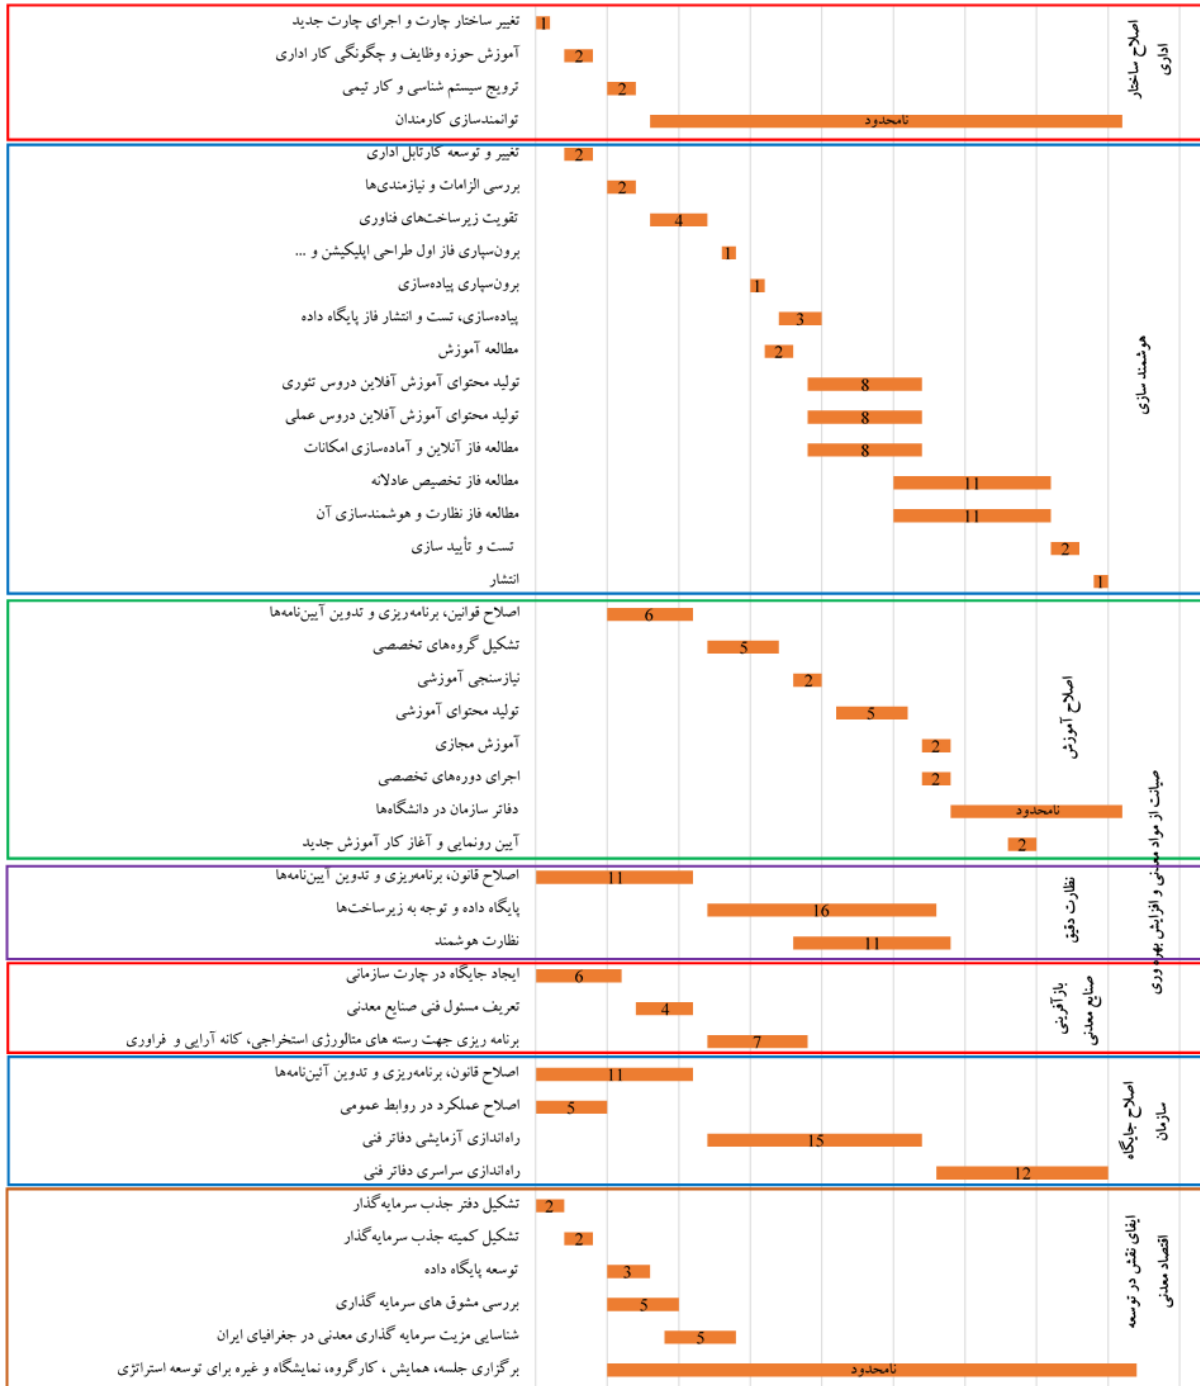 اصلاح ساختار
اداری
تغییر ساختار چارت و اجرای چارت جدید
1
آموزش حوزه وظایف و چگونگی کار اداری
2
ترویج سیستم شناسی و کار تیمی
2
توانمندسازی کارمندان
نامحدود
هوشمند سازی
تغییر و توسعه کارتابل اداری
2
بررسی الزامات و نیازمندی‌ها
2
تقویت زیرساخت‌های فناوری
4
برون‌سپاری فاز اول طراحی اپلیکیشن و ...
1
برون‌سپاری پیاده‌سازی
1
پیاده‌سازی، تست و انتشار فاز پایگاه داده
3
مطالعه آموزش
2
تولید محتوای آموزش آفلاین دروس تئوری
8
تولید محتوای آموزش آفلاین دروس عملی
8
مطالعه فاز آنلاین و آماده‌سازی امکانات
8
مطالعه فاز تخصیص عادلانه
11
مطالعه فاز نظارت و هوشمندسازی آن
11
تست و تأیید سازی
2
انتشار
1
صیانت از مواد معدنی و افزایش بهره وری
اصلاح آموزش
اصلاح قوانین، برنامه‌ریزی و تدوین آیین‌نامه‌ها
6
تشکیل گروه‌های تخصصی
5
نیازسنجی آموزشی
2
تولید محتوای آموزشی
5
آموزش مجازی
2
اجرای دوره‌های تخصصی
2
دفاتر سازمان در دانشگاه‌ها
نامحدود
آیین رونمایی و آغاز کار آموزش جدید
2
نظارت دقیق
اصلاح قانون، برنامه‌ریزی و تدوین آیین‌نامه‌ها
11
پایگاه داده و توجه به زیرساخت‌ها
16
نظارت هوشمند
11
باز آفرینی
صنایع معدنی
ایجاد جایگاه در چارت سازمانی
6
تعریف مسئول فنی صنایع معدنی
4
برنامه ریزی جهت رسته های متالورژی استخراجی، کانه آرایی و فراوری
7
اصلاح جایگاه
سازمان
اصلاح قانون، برنامه‌ریزی و تدوین آئین‌نامه‌ها
11
اصلاح عملکرد در روابط عمومی
5
راه‌اندازی آزمایشی دفاتر فنی
15
راه‌اندازی سراسری دفاتر فنی
12
ایفای نقش در توسعه
اقتصاد معدنی
تشکیل دفتر جذب سرمایه‌گذار
2
تشکیل کمیته جذب سرمایه‌گذار
2
توسعه پایگاه داده
3
بررسی مشوق های سرمایه گذاری
5
شناسایی مزیت سرمایه گذاری معدنی در جغرافیای ایران
5
برگزاری جلسه، همایش ، کارگروه، نمایشگاه و غیره برای توسعه استراتژی
نامحدود